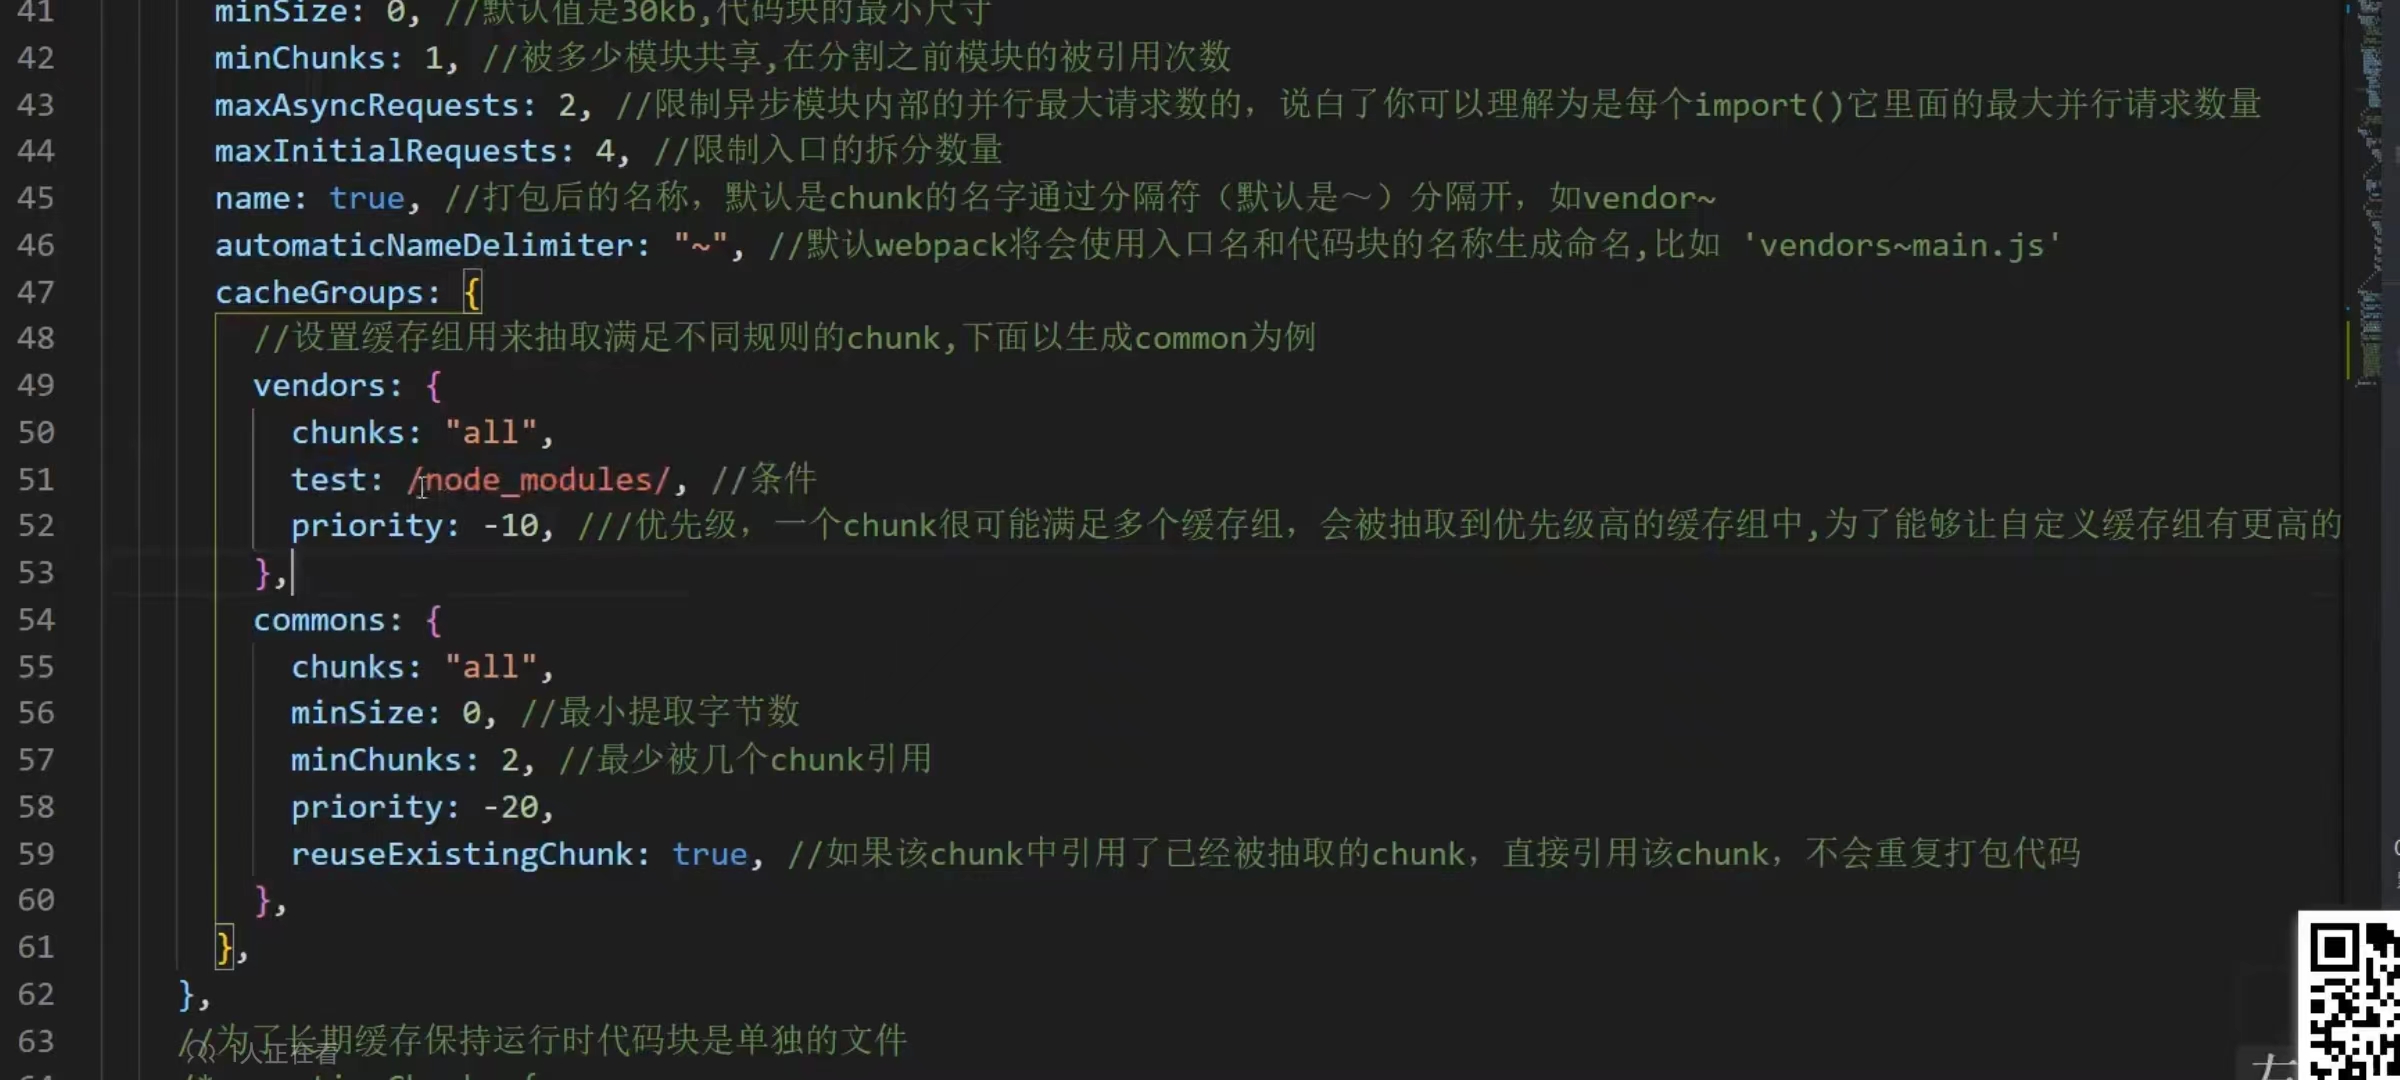 41 minSize: 0, //默认值是30kb,代码块的最小尺寸
42 minChunks: 1, //被多少模块共享,在分割之前模块的被引用次数
43 maxAsyncRequests: 2, //限制异步模块内部的并行最大请求数的，说白了你可以理解为是每个import()它里面的最大并行请求数量
44 maxInitialRequests: 4, //限制入口的拆分数量
45 name: true, //打包后的名称，默认是chunk的名字通过分隔符（默认是～）分隔开，如vendor~
46 automaticNameDelimiter: "~", //默认webpack将会使用入口名和代码块的名称生成命名,比如 'vendors~main.js'
47 cacheGroups: {
48 //设置缓存组用来抽取满足不同规则的chunk,下面以生成common为例
49 vendors: {
50 chunks: "all",
51 test: /node_modules/, //条件
52 priority: -10, ///优先级，一个chunk很可能满足多个缓存组，会被抽取到优先级高的缓存组中,为了能够让自定义缓存组有更高的
53 },
54 commons: {
55 chunks: "all",
56 minSize: 0, //最小提取字节数
57 minChunks: 2, //最少被几个chunk引用
58 priority: -20,
59 reuseExistingChunk: true, //如果该chunk中引用了已经被抽取的chunk，直接引用该chunk，不会重复打包代码
60 },
61 },
62 },
63 //为了长期缓存保持运行时代码块是单独的文件
1人正在看